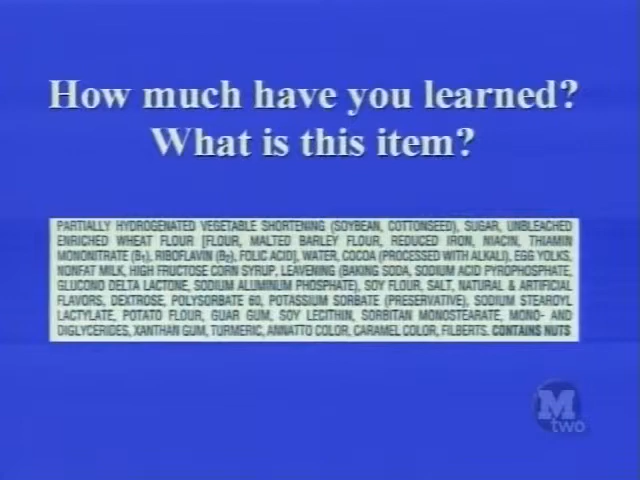 How much have you learned?
What is this item?
PARTIALLY HYDROGENATED VEGETABLE SHORTENING (SOYBEAN, COTTONSEED), SUGAR, UNBLEACHED
ENRICHED WHEAT FLOUR [FLOUR, MALTED BARLEY FLOUR, REDUCED IRON, NIACIN, THIAMIN
MONONITRATE (B₁), RIBOFLAVIN (B₂), FOLIC ACID], WATER, COCOA (PROCESSED WITH ALKALI), EGG YOLKS,
NONFAT MILK, HIGH FRUCTOSE CORN SYRUP, LEAVENING (BAKING SODA, SODIUM ACID PYROPHOSPHATE,
GLUCONO DELTA LACTONE, SODIUM ALUMINUM PHOSPHATE), SOY FLOUR, SALT, NATURAL & ARTIFICIAL
FLAVORS, DEXTROSE, POLYSORBATE 60, POTASSIUM SORBATE (PRESERVATIVE), SODIUM STEAROYL
LACTYLATE, POTATO FLOUR, GUAR GUM, SOY LECITHIN, SORBITAN MONOSTEARATE, MONO- AND
DIGLYCERIDES, XANTHAN GUM, TURMERIC, ANNATTO COLOR, CARAMEL COLOR, FILBERTS. CONTAINS NUTS
M
two